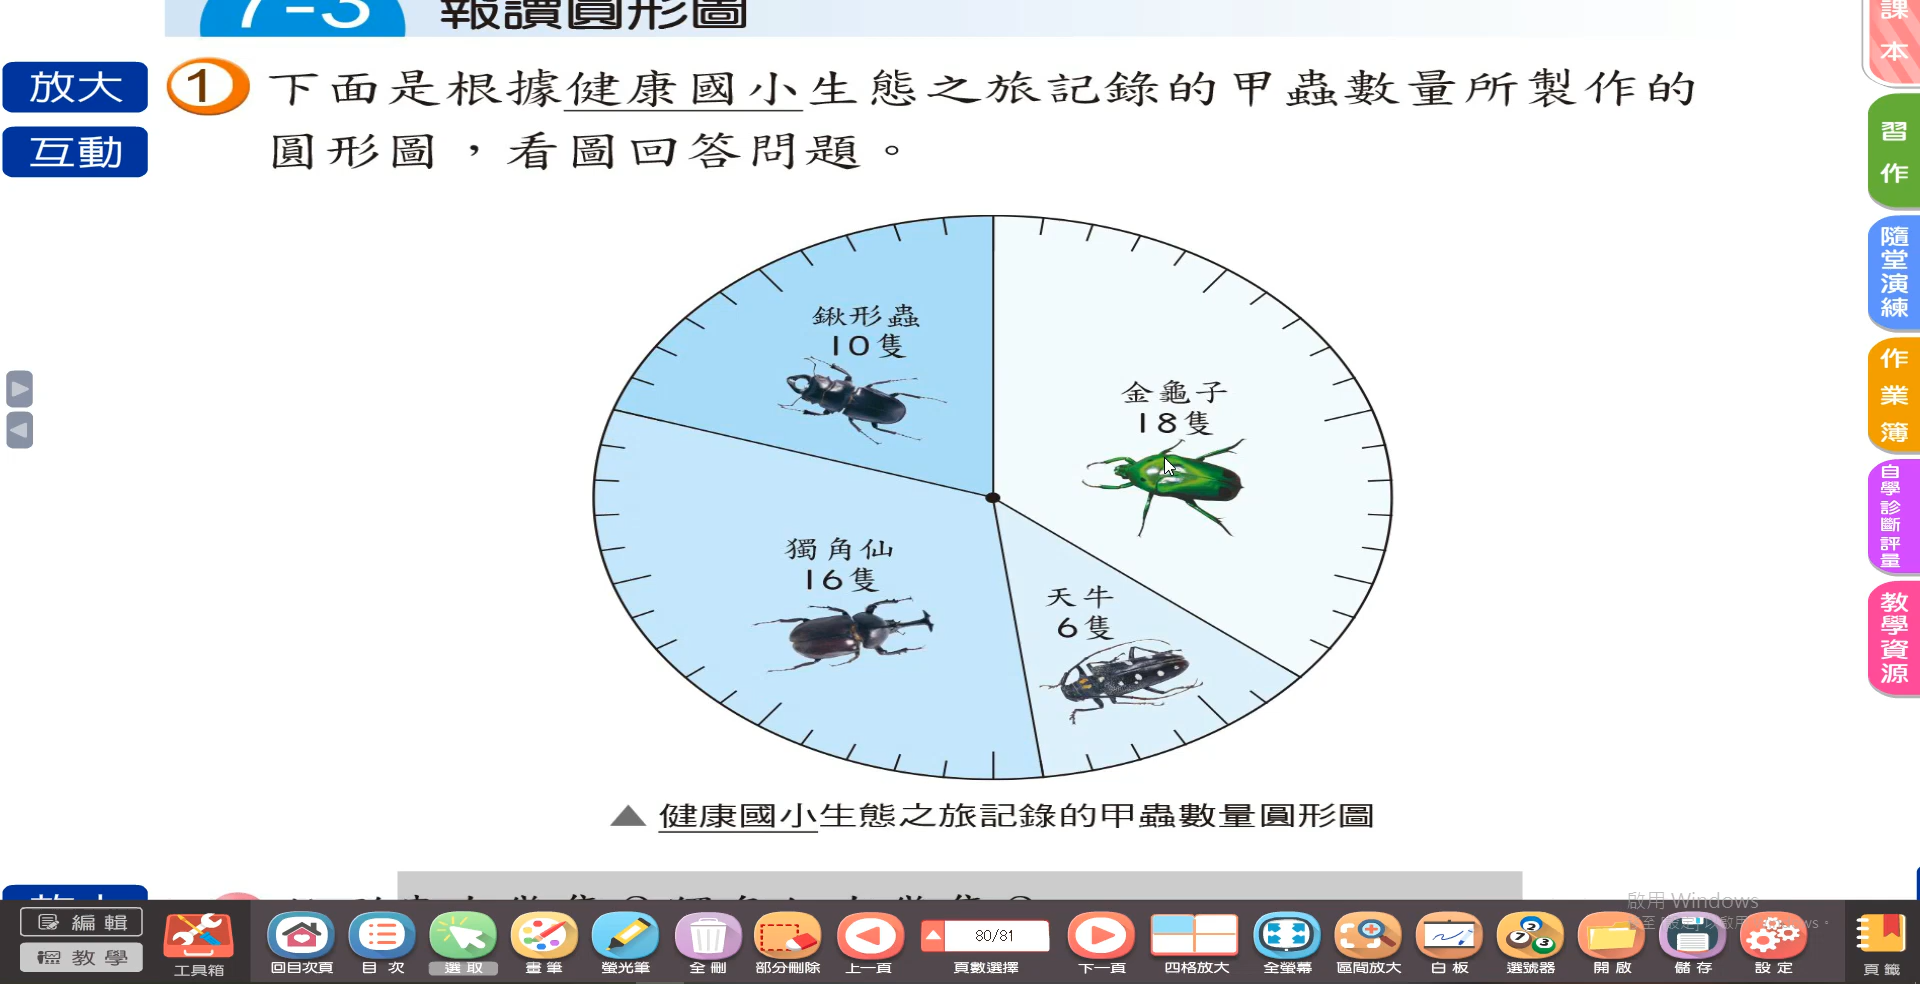 7-3 報讀圓形圖
課本
放大
1 下面是根據健康國小生態之旅記錄的甲蟲數量所製作的
互動
圓形圖，看圖回答問題。
習作
隨堂演練
作業簿
自學診斷評量
教學資源
鍬形蟲
10隻
金龜子
18隻
獨角仙
16隻
天牛
6隻
▲ 健康國小生態之旅記錄的甲蟲數量圓形圖
啟用 Windows
編輯
教學
工具箱
回目次頁
目次
選取
畫筆
螢光筆
全刪
部分刪除
上一頁
80/81
頁數選擇
下一頁
四格放大
全螢幕
區間放大
白板
選號器
開啟
儲存
設定
頁籤